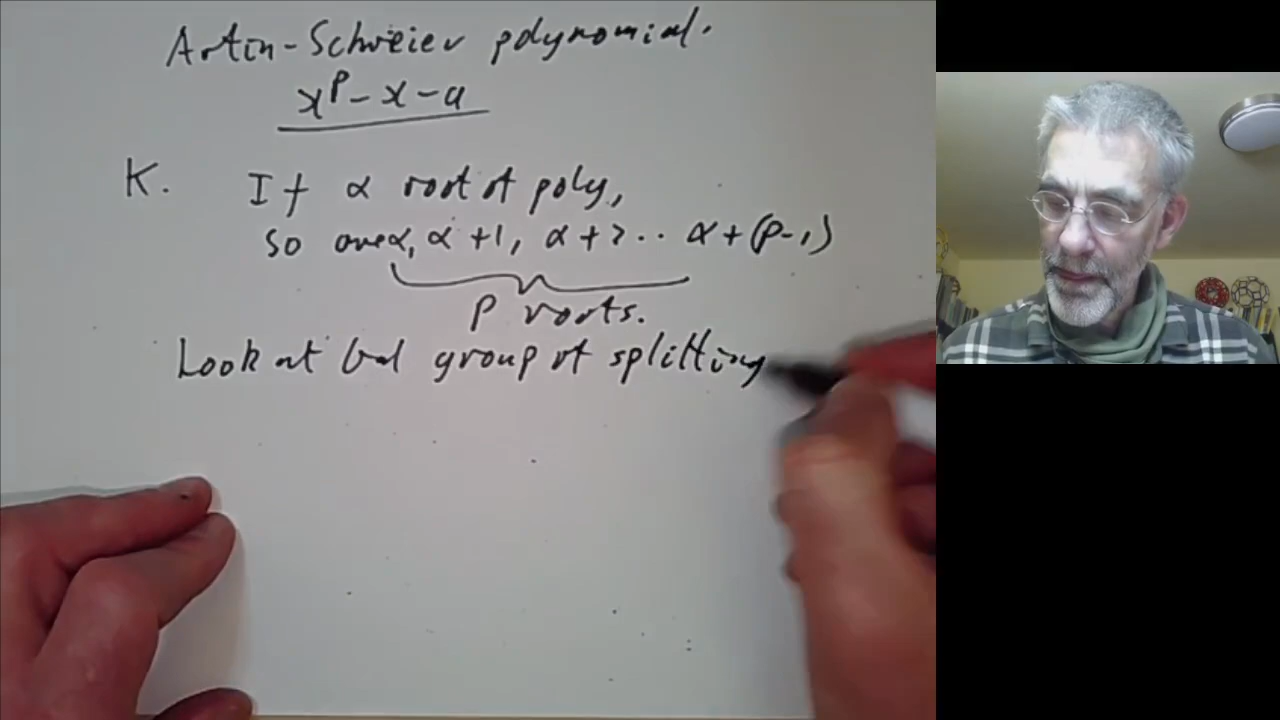 Artin-Schreier polynomial.
x^p - x - a
K. If α root of poly,
so are α, α+1, α+2.. α+(p-1)
p roots.
Look at Gal group of splitting